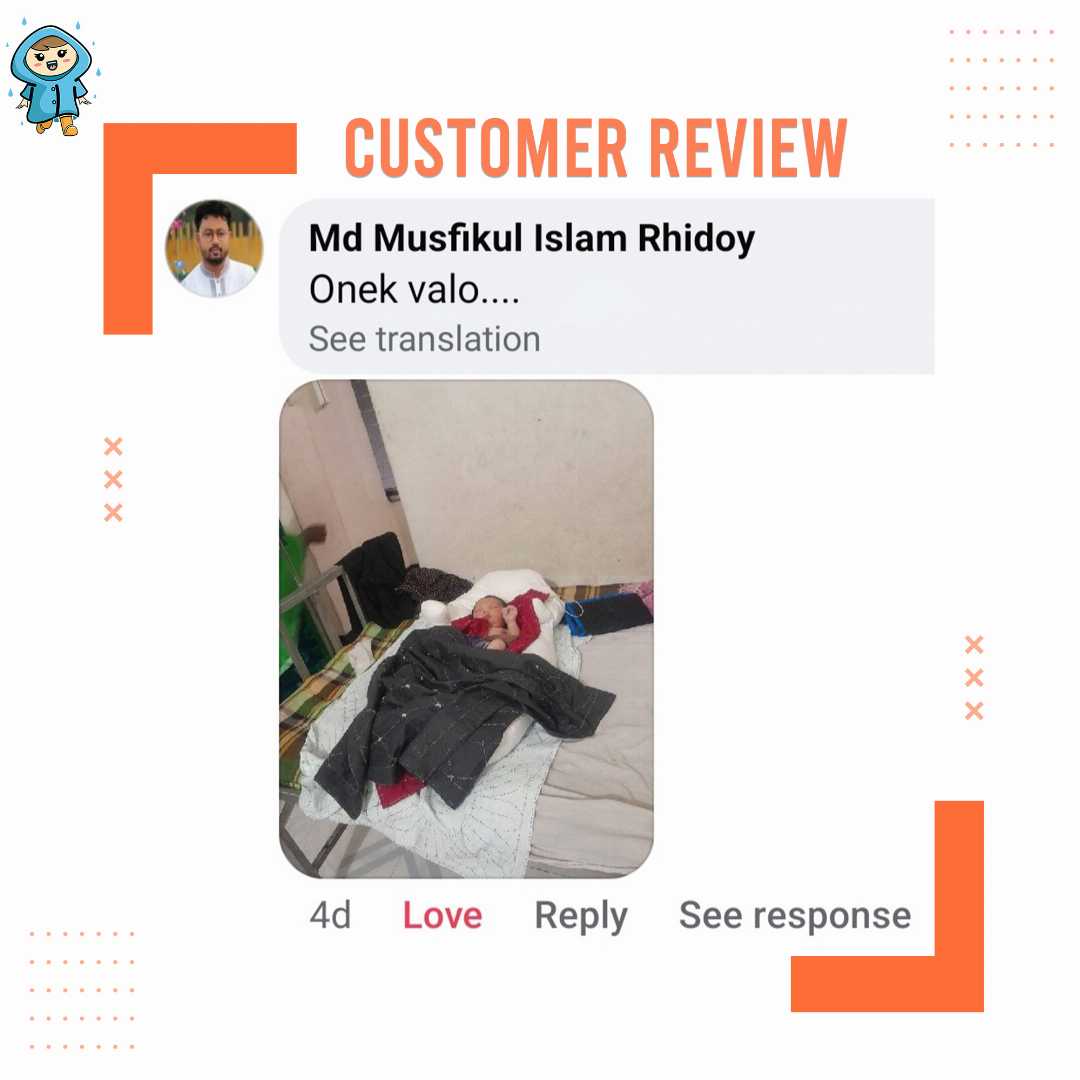 CUSTOMER REVIEW
Md Musfikul Islam Rhidoy
Onek valo....
See translation
4d Love Reply See response